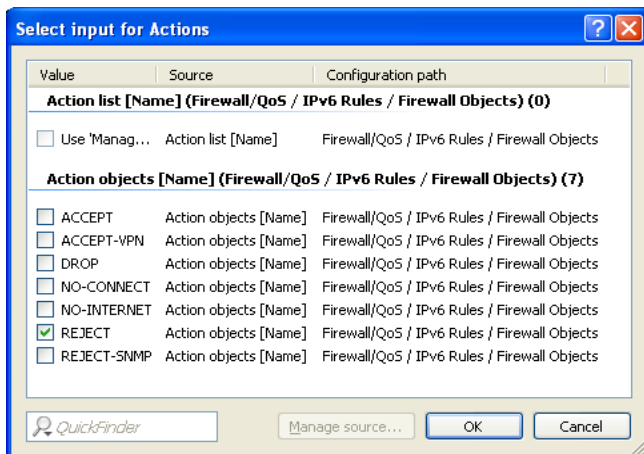 Select input for Actions
Value Source Configuration path
Action list [Name] (Firewall/QoS / IPv6 Rules / Firewall Objects) (0)
Use 'Manag... Action list [Name] Firewall/QoS / IPv6 Rules / Firewall Objects
Action objects [Name] (Firewall/QoS / IPv6 Rules / Firewall Objects) (7)
ACCEPT Action objects [Name] Firewall/QoS / IPv6 Rules / Firewall Objects
ACCEPT-VPN Action objects [Name] Firewall/QoS / IPv6 Rules / Firewall Objects
DROP Action objects [Name] Firewall/QoS / IPv6 Rules / Firewall Objects
NO-CONNECT Action objects [Name] Firewall/QoS / IPv6 Rules / Firewall Objects
NO-INTERNET Action objects [Name] Firewall/QoS / IPv6 Rules / Firewall Objects
REJECT Action objects [Name] Firewall/QoS / IPv6 Rules / Firewall Objects
REJECT-SNMP Action objects [Name] Firewall/QoS / IPv6 Rules / Firewall Objects
QuickFinder Manage source... OK Cancel